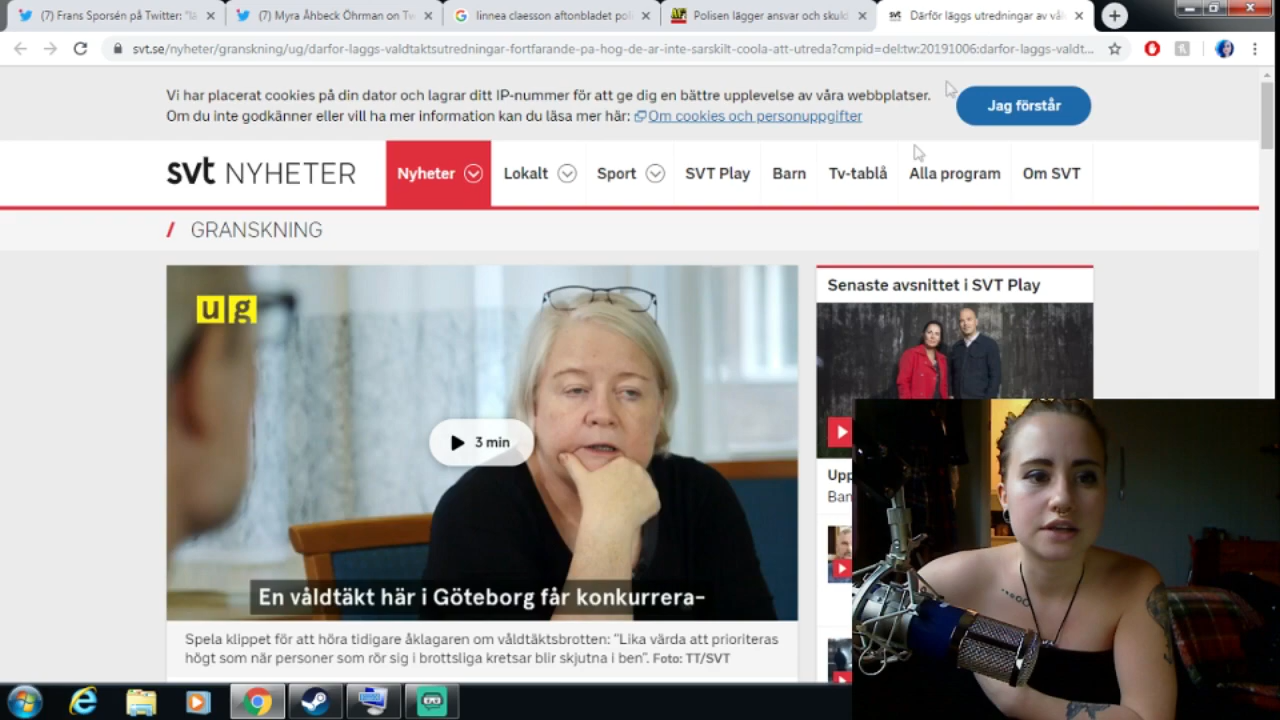 (7) Frans Sporsén på Twitter: "lä
(7) Myra Åhbeck Öhrman on Tw
linnea claesson aftonbladet poli
Polisen lägger ansvar och skuld
Därför läggs utredningar av vål
svt.se/nyheter/granskning/ug/darfor-laggs-valdtaktsutredningar-fortfarande-pa-hog-de-ar-inte-sarskilt-coola-att-utreda?cmpid=del:tw:20191006:darfor-laggs-valdt...
Vi har placerat cookies på din dator och lagrar ditt IP-nummer för att ge dig en bättre upplevelse av våra webbplatser.
Om du inte godkänner eller vill ha mer information kan du läsa mer här: Om cookies och personuppgifter
Jag förstår
svt NYHETER
Nyheter
Lokalt
Sport
SVT Play
Barn
Tv-tablå
Alla program
Om SVT
/ GRANSKNING
ug
3 min
En våldtäkt här i Göteborg får konkurrera-
Spela klippet för att höra tidigare åklagaren om våldtäktsbrotten: "Lika värda att prioriteras
högt som när personer som rör sig i brottsliga kretsar blir skjutna i ben". Foto: TT/SVT
Senaste avsnittet i SVT Play
Upp
Ban